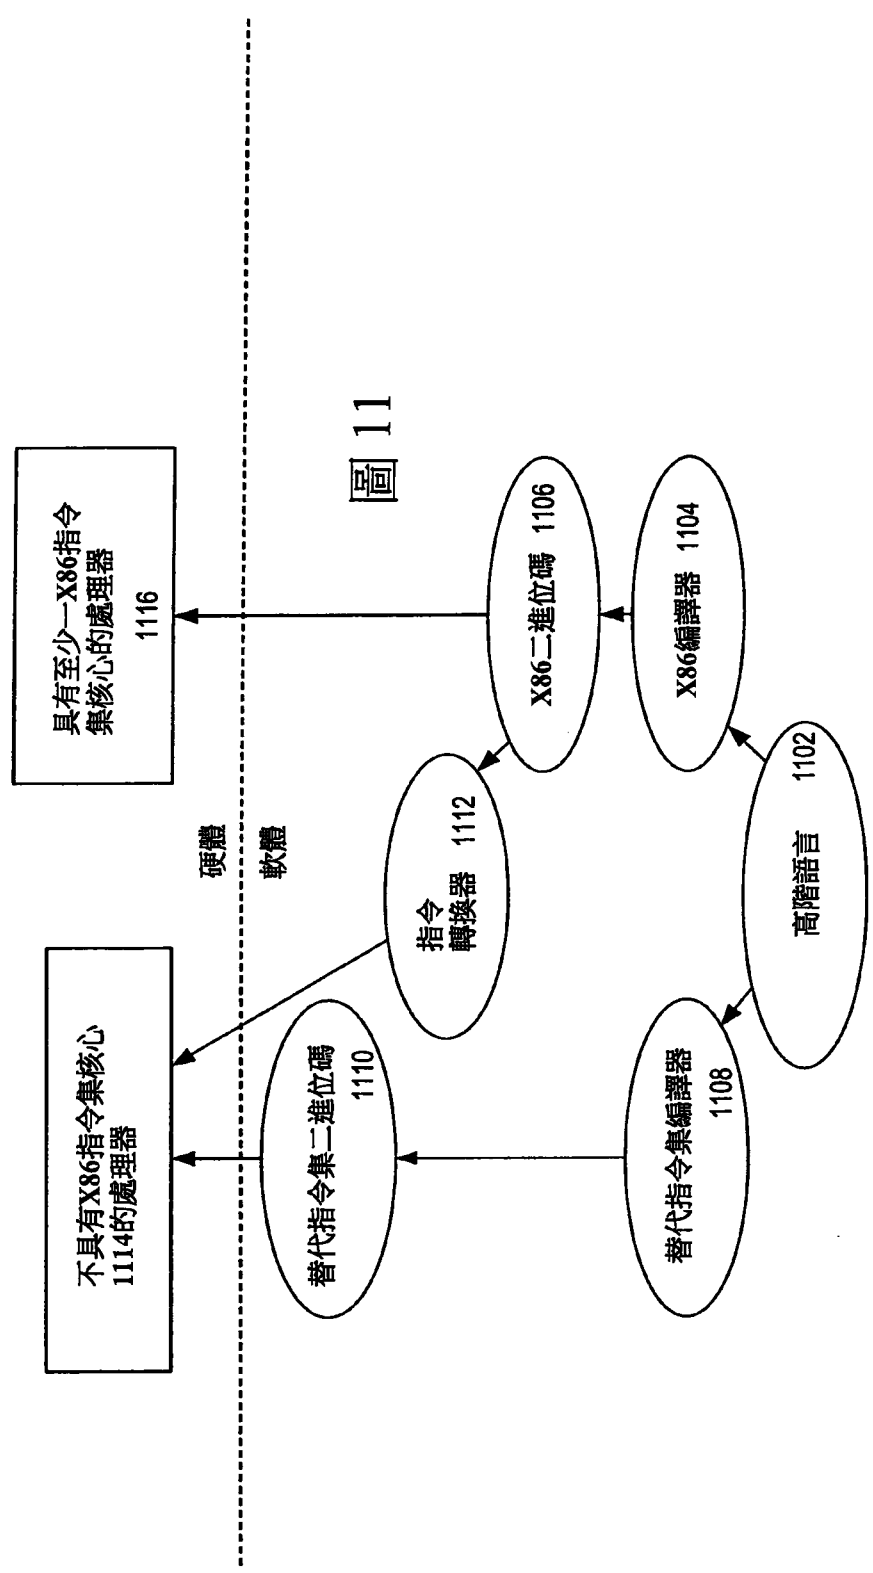 具有至少一X86指令
集核心的處理器
1116
不具有X86指令集核心
1114的處理器
硬體
軟體
圖 11
指令
轉換器 1112
X86二進位碼 1106
替代指令集二進位碼
1110
X86編譯器 1104
替代指令集編譯器
1108
高階語言 1102